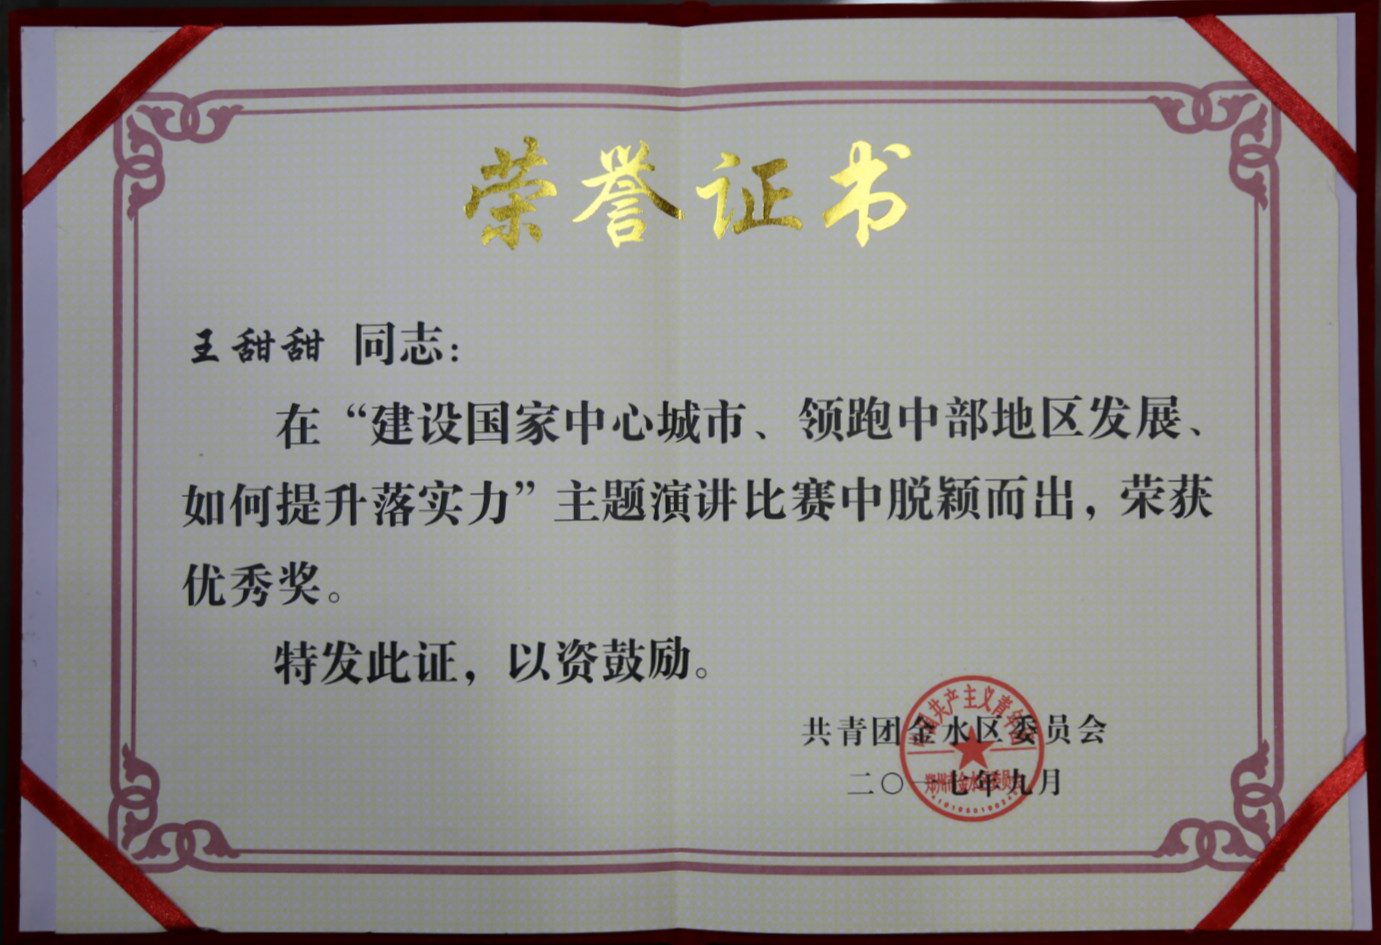 荣誉证书
王甜甜 同志：
在“建设国家中心城市、领跑中部地区发展、
如何提升落实力”主题演讲比赛中脱颖而出，荣获
优秀奖。
特发此证，以资鼓励。
共青团金水区委员会
二〇一七年九月